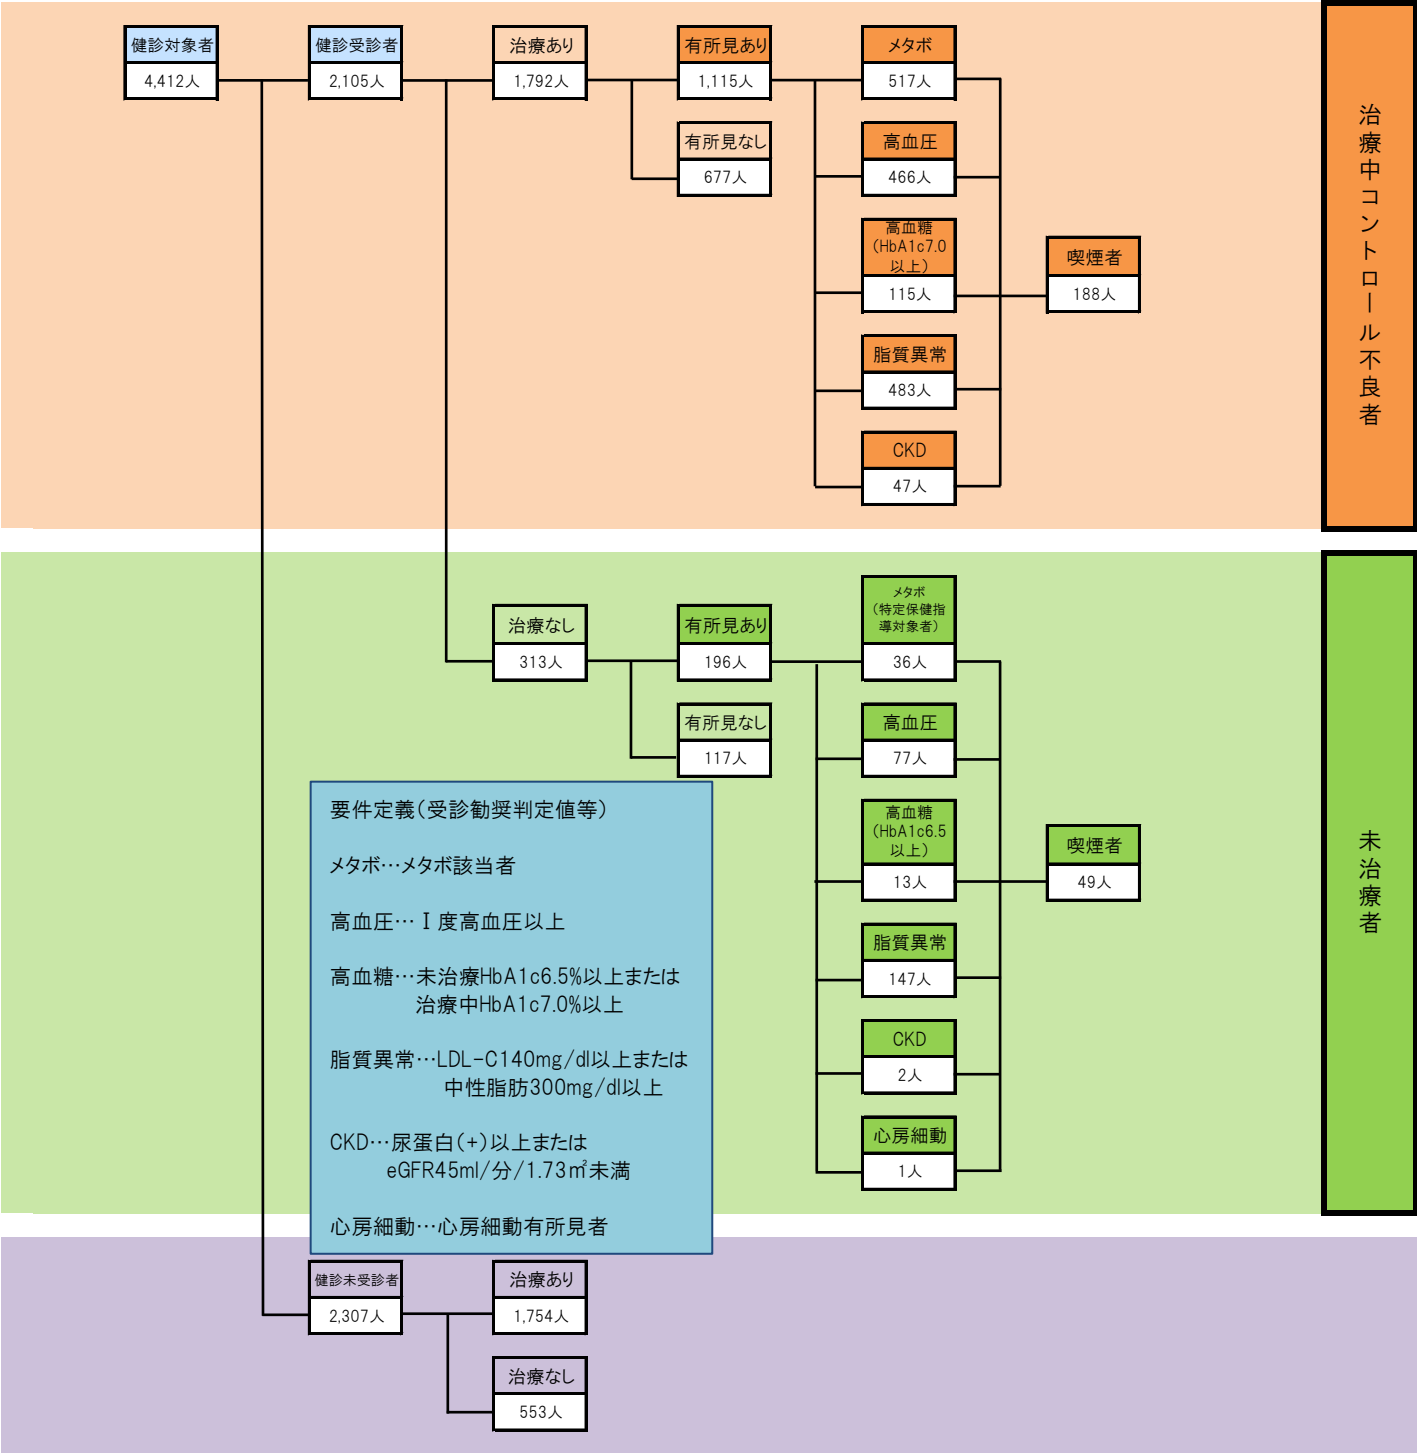 健診対象者
4,412人
健診受診者
2,105人
治療あり
1,792人
有所見あり
1,115人
有所見なし
677人
メタボ
517人
高血圧
466人
高血糖
(HbA1c7.0
以上)
115人
脂質異常
483人
CKD
47人
喫煙者
188人
治療中コントロール不良者
治療なし
313人
有所見あり
196人
有所見なし
117人
メタボ
(特定保健指
導対象者)
36人
高血圧
77人
高血糖
(HbA1c6.5
以上)
13人
脂質異常
147人
CKD
2人
心房細動
1人
喫煙者
49人
未治療者
要件定義(受診勧奨判定値等)
メタボ…メタボ該当者
高血圧…Ⅰ度高血圧以上
高血糖…未治療HbA1c6.5%以上または
治療中HbA1c7.0%以上
脂質異常…LDL-C140mg/dl以上または
中性脂肪300mg/dl以上
CKD…尿蛋白(+)以上または
eGFR45ml/分/1.73㎡未満
心房細動…心房細動有所見者
健診未受診者
2,307人
治療あり
1,754人
治療なし
553人